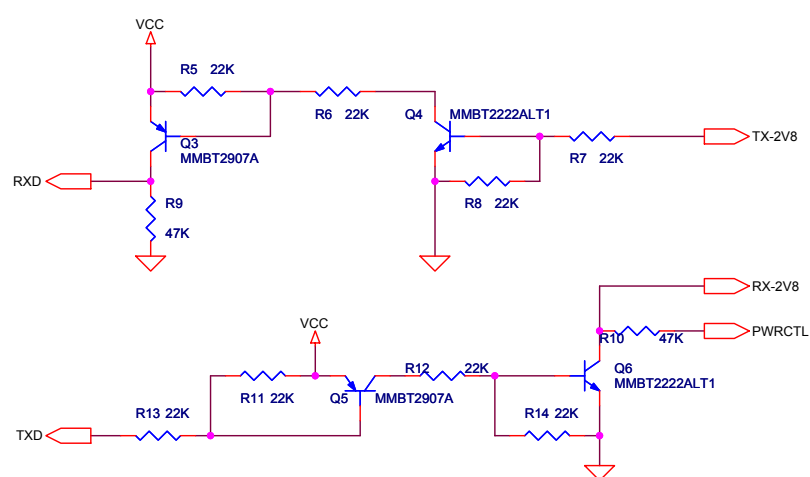 VCC
R5 22K
R6 22K
Q4 MMBT2222ALT1
Q3
MMBT2907A
TX-2V8
R7 22K
RXD
R8 22K
R9
47K
RX-2V8
VCC
R10 47K
PWRCTL
R12 22K
Q6
MMBT2222ALT1
R11 22K
Q5 MMBT2907A
R13 22K
R14 22K
TXD